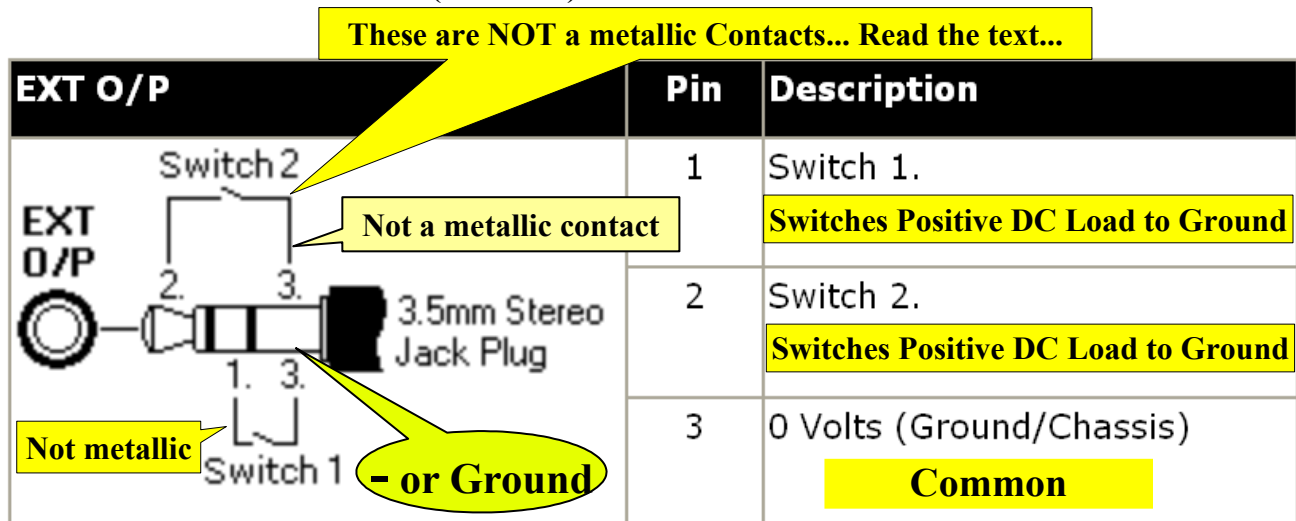 These are NOT a metallic Contacts... Read the text...
EXT O/P
Pin
Description
Switch 2
1
Switch 1.
Switches Positive DC Load to Ground
EXT
O/P
Not a metallic contact
2.
3.
3.5mm Stereo
Jack Plug
2
Switch 2.
Switches Positive DC Load to Ground
1.
3.
Not metallic
Switch 1
- or Ground
3
0 Volts (Ground/Chassis)
Common